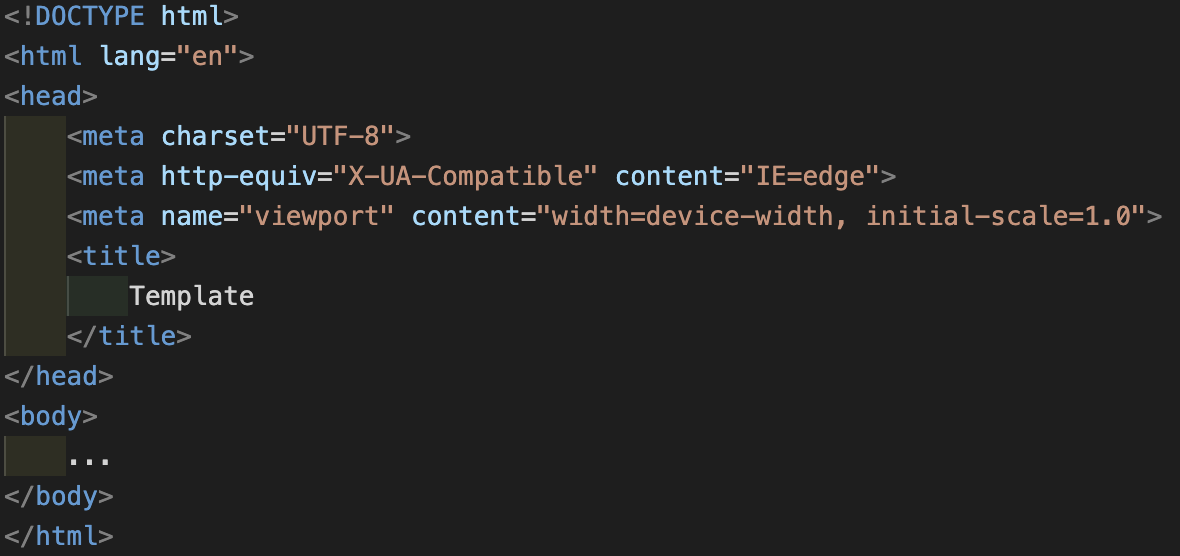 <!DOCTYPE html>
<html lang="en">
<head>
    <meta charset="UTF-8">
    <meta http-equiv="X-UA-Compatible" content="IE=edge">
    <meta name="viewport" content="width=device-width, initial-scale=1.0">
    <title>
        Template
    </title>
</head>
<body>
    ...
</body>
</html>